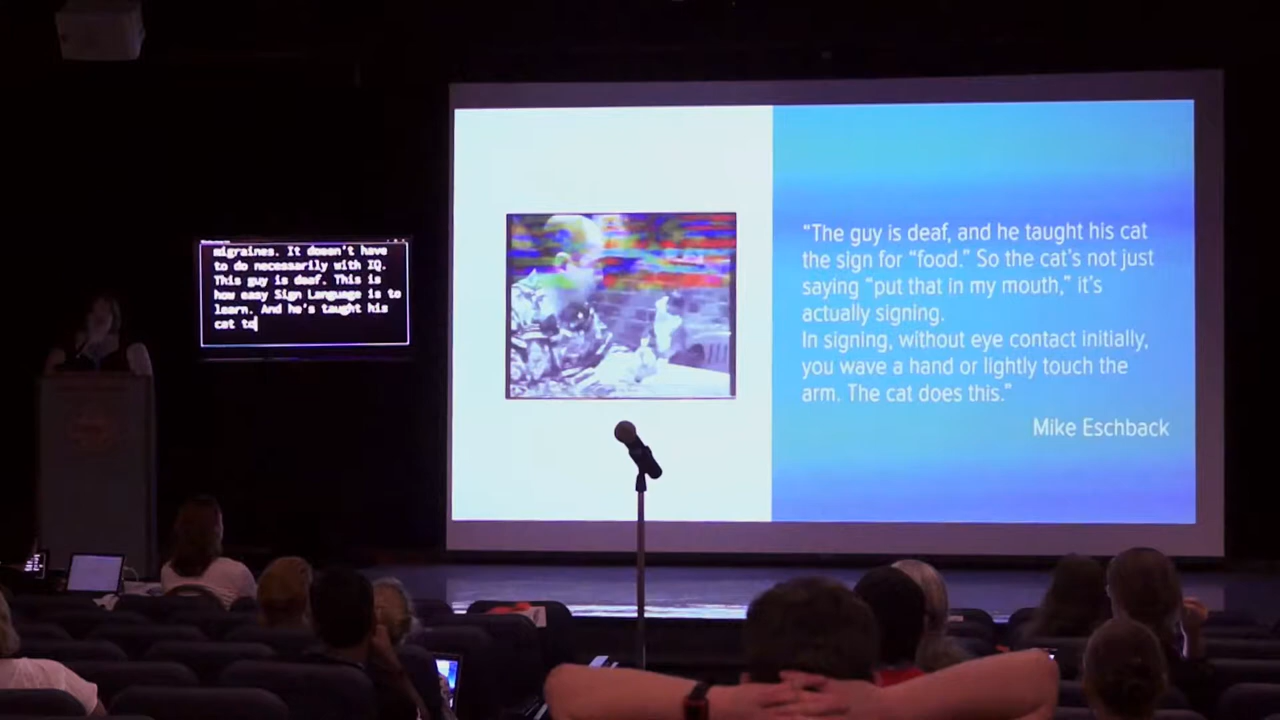 migraines. It doesn't have
to do necessarily with IQ.
This guy is deaf. This is
how easy Sign Language is to
learn. And he's taught his
cat to
“The guy is deaf, and he taught his cat
the sign for “food.” So the cat's not just
saying “put that in my mouth,” it's
actually signing.
In signing, without eye contact initially,
you wave a hand or lightly touch the
arm. The cat does this.”
Mike Eschback